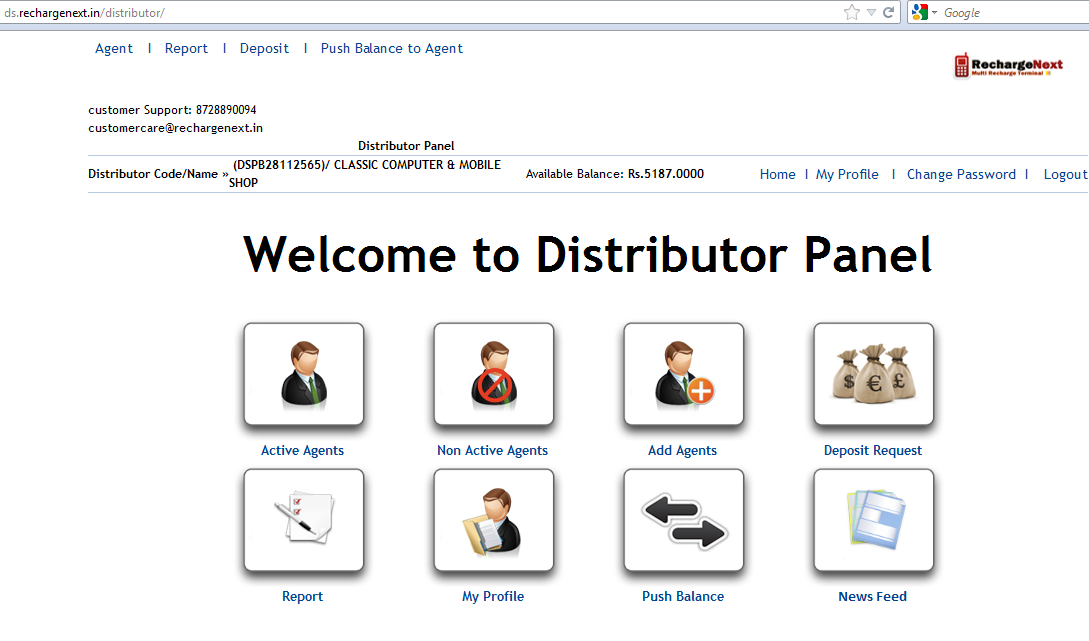 ds.rechargenext.in/distributor/
Google
Agent | Report | Deposit | Push Balance to Agent
RechargeNext
Multi Recharge Terminal
customer Support: 8728890094
customercare@rechargenext.in
Distributor Panel
Distributor Code/Name » (DSPB28112565)/ CLASSIC COMPUTER & MOBILE
SHOP
Available Balance: Rs.5187.0000
Home | My Profile | Change Password | Logout
Welcome to Distributor Panel
$ € £
Active Agents
Non Active Agents
Add Agents
Deposit Request
Report
My Profile
Push Balance
News Feed